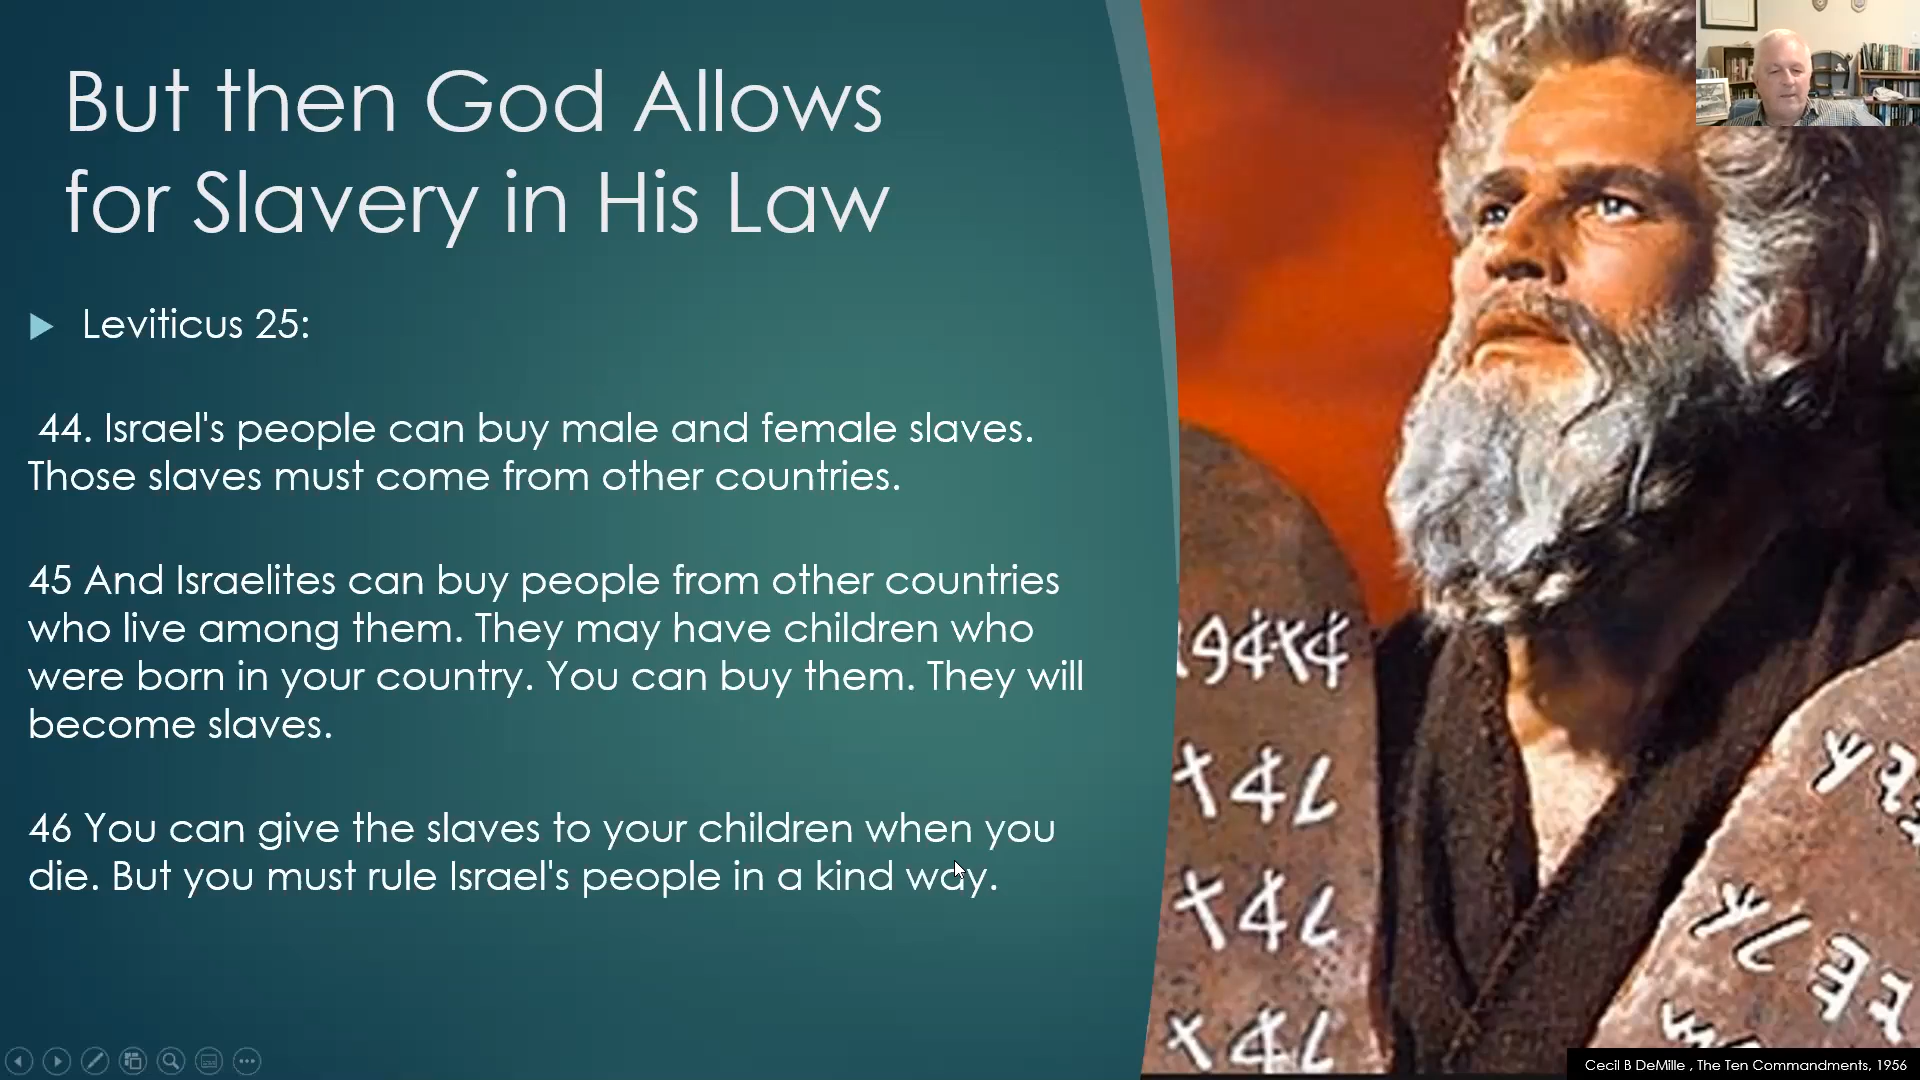 But then God Allows
for Slavery in His Law
Leviticus 25:
44. Israel's people can buy male and female slaves.
Those slaves must come from other countries.
45 And Israelites can buy people from other countries
who live among them. They may have children who
were born in your country. You can buy them. They will
become slaves.
46 You can give the slaves to your children when you
die. But you must rule Israel's people in a kind way.
Cecil B DeMille , The Ten Commandments, 1956